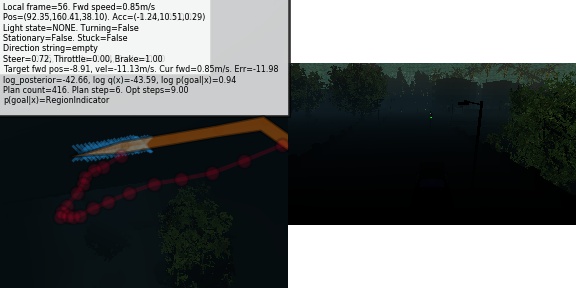 Local frame=56. Fwd speed=0.85m/s
Pos=(92.35,160.41,38.10). Acc=(-1.24,10.51,0.29)
Light state=NONE. Turning=False
Stationary=False. Stuck=False
Direction string=empty
Steer=0.72, Throttle=0.00, Brake=1.00
Target fwd pos=-8.91, vel=-11.13m/s. Cur fwd=0.85m/s. Err=-11.98
log_posterior=-42.66, log q(x)=-43.59, log p(goal|x)=0.94
Plan count=416. Plan step=6. Opt steps=9.00
p(goal|x)=RegionIndicator